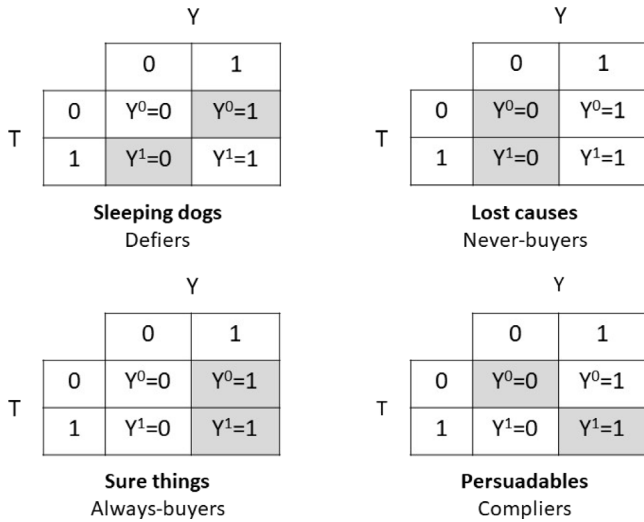 Y
0 1
0 Y⁰=0 Y⁰=1
T
1 Y¹=0 Y¹=1
Sleeping dogs
Defiers
Y
0 1
0 Y⁰=0 Y⁰=1
T
1 Y¹=0 Y¹=1
Lost causes
Never-buyers
Y
0 1
0 Y⁰=0 Y⁰=1
T
1 Y¹=0 Y¹=1
Sure things
Always-buyers
Y
0 1
0 Y⁰=0 Y⁰=1
T
1 Y¹=0 Y¹=1
Persuadables
Compliers